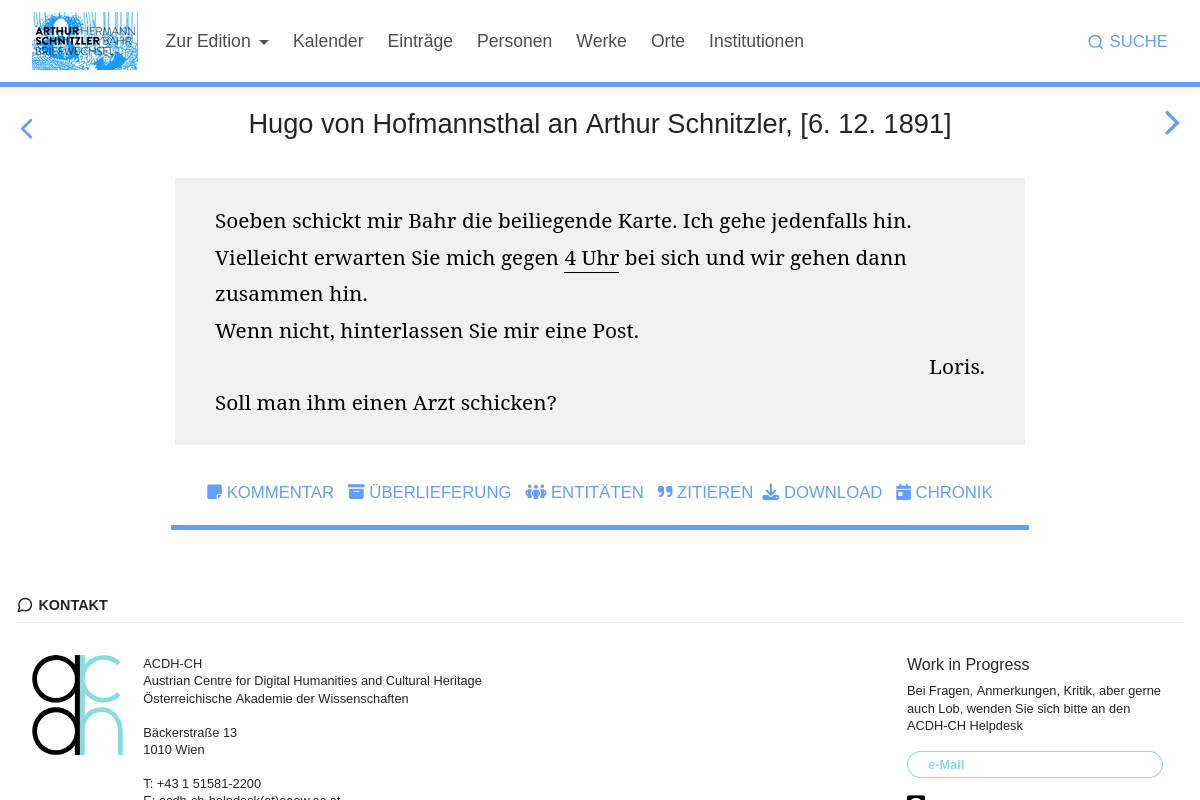 ARTHUR HERMANN
SCHNITZLER BAHR
BRIEFWECHSEL
Zur Edition
Kalender
Einträge
Personen
Werke
Orte
Institutionen
SUCHE
Hugo von Hofmannsthal an Arthur Schnitzler, [6. 12. 1891]
Soeben schickt mir Bahr die beiliegende Karte. Ich gehe jedenfalls hin.
Vielleicht erwarten Sie mich gegen 4 Uhr bei sich und wir gehen dann
zusammen hin.
Wenn nicht, hinterlassen Sie mir eine Post.
Loris.
Soll man ihm einen Arzt schicken?
KOMMENTAR
ÜBERLIEFERUNG
ENTITÄTEN
ZITIEREN
DOWNLOAD
CHRONIK
KONTAKT
ACDH-CH
Austrian Centre for Digital Humanities and Cultural Heritage
Österreichische Akademie der Wissenschaften
Bäckerstraße 13
1010 Wien
T: +43 1 51581-2200
Work in Progress
Bei Fragen, Anmerkungen, Kritik, aber gerne
auch Lob, wenden Sie sich bitte an den
ACDH-CH Helpdesk
e-Mail